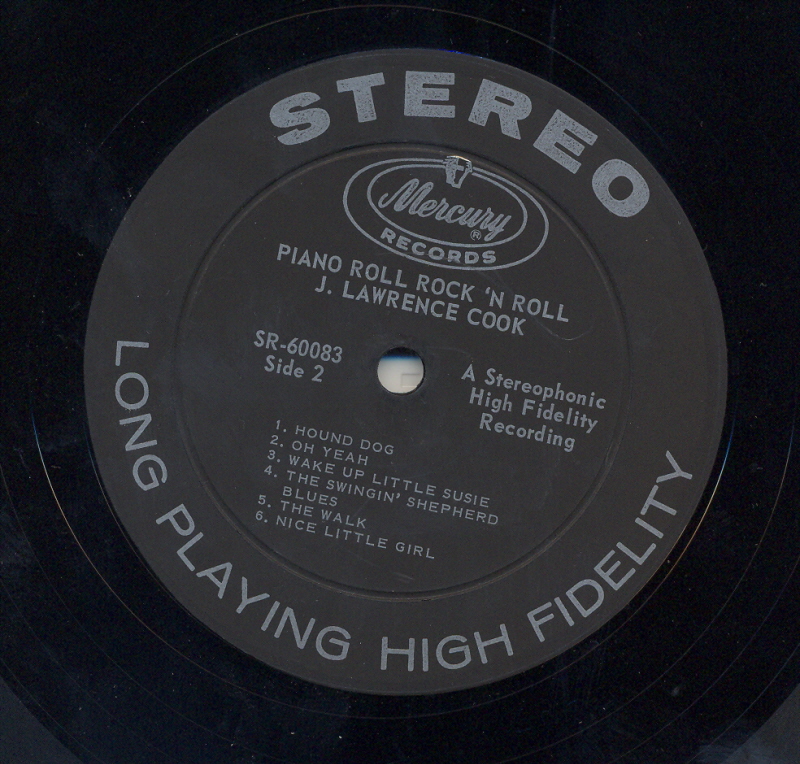 STEREO
Mercury
®
RECORDS
PIANO ROLL ROCK 'N ROLL
J. LAWRENCE COOK
SR-60083
Side 2
A Stereophonic
High Fidelity
Recording
1. HOUND DOG
2. OH YEAH
3. WAKE UP LITTLE SUSIE
4. THE SWINGIN' SHEPHERD
BLUES
5. THE WALK
6. NICE LITTLE GIRL
LONG PLAYING HIGH FIDELITY